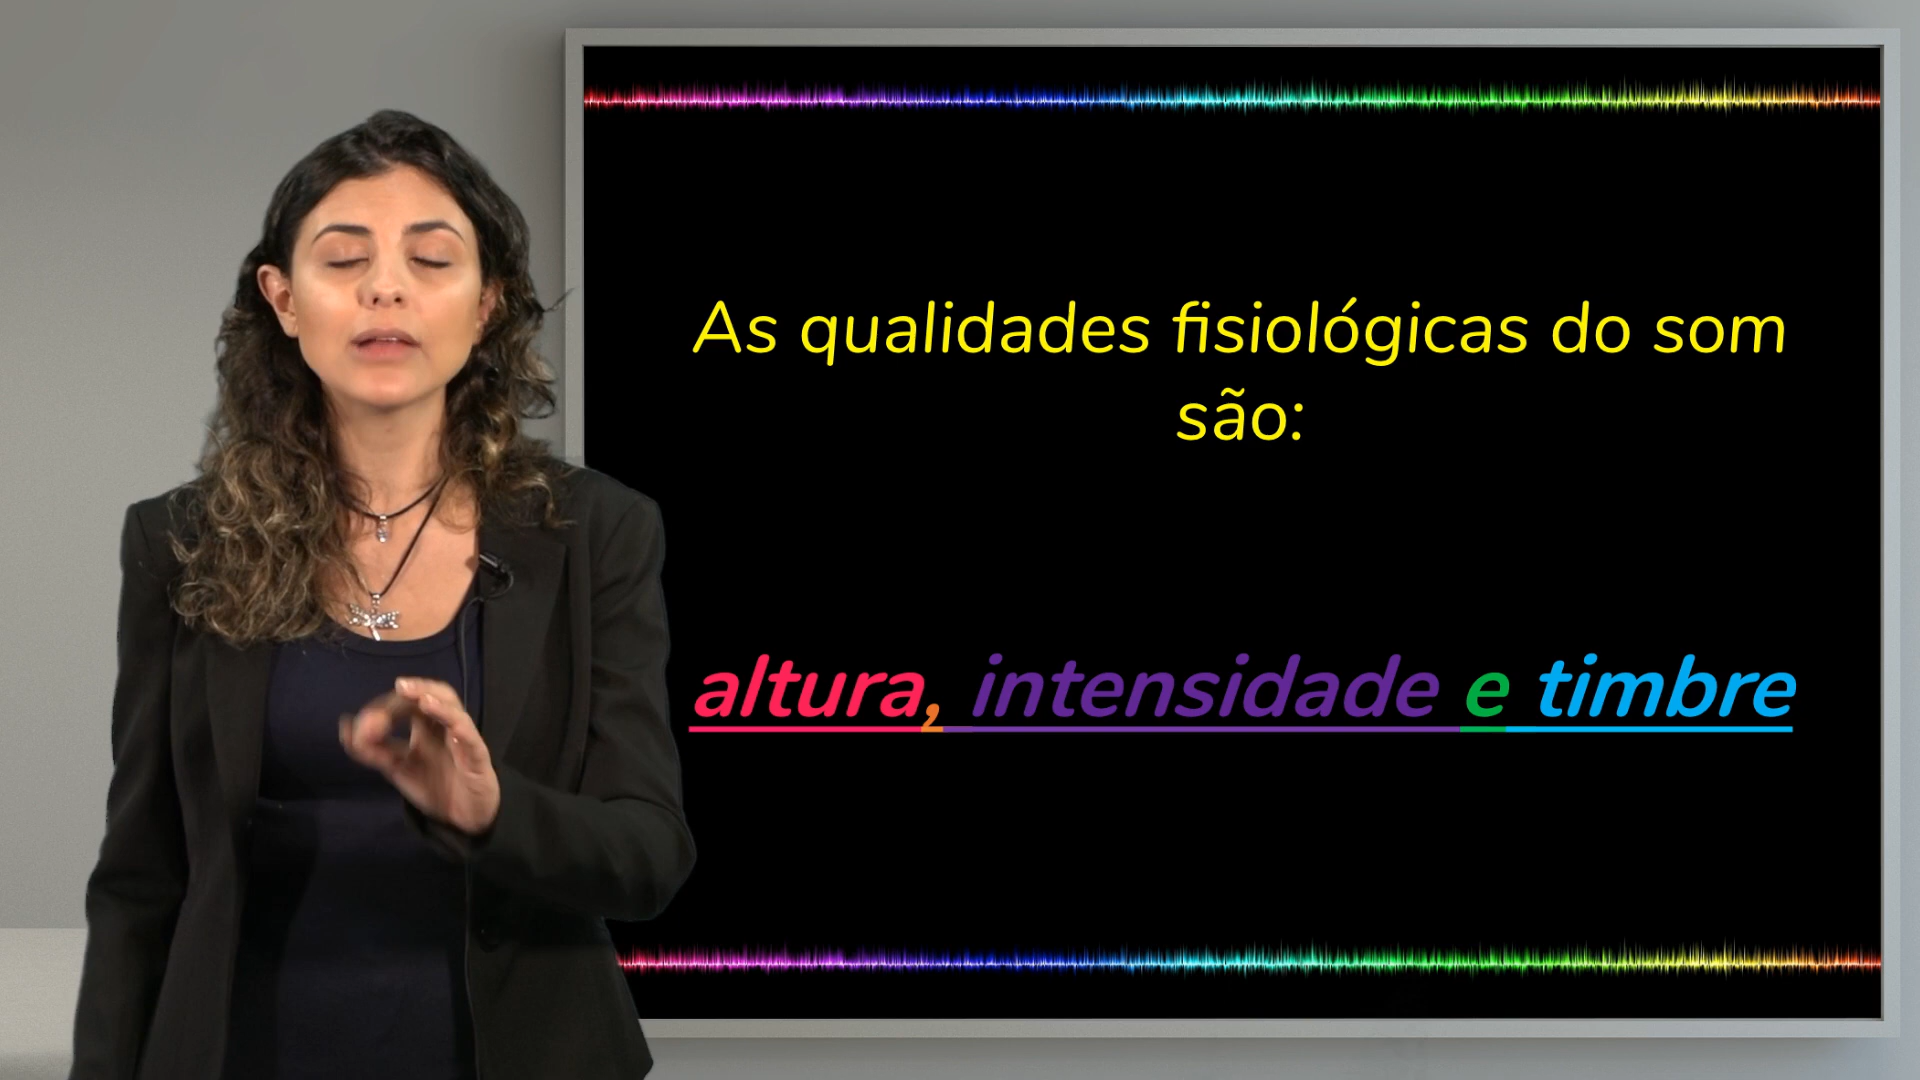 As qualidades fisiológicas do som
são:
altura, intensidade e timbre